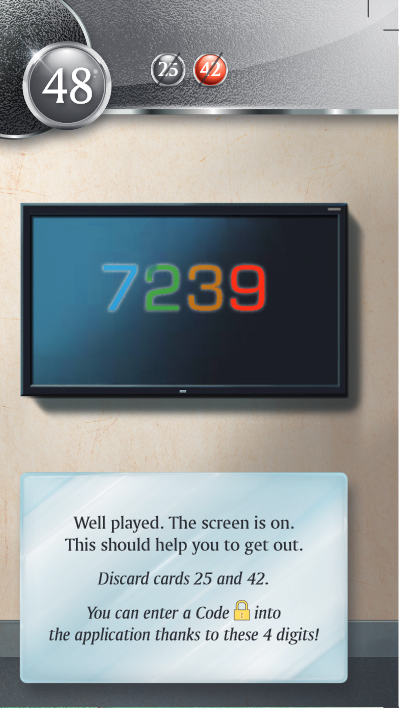 48
25 42
7239
Well played. The screen is on.
This should help you to get out.
Discard cards 25 and 42.
You can enter a Code into
the application thanks to these 4 digits!